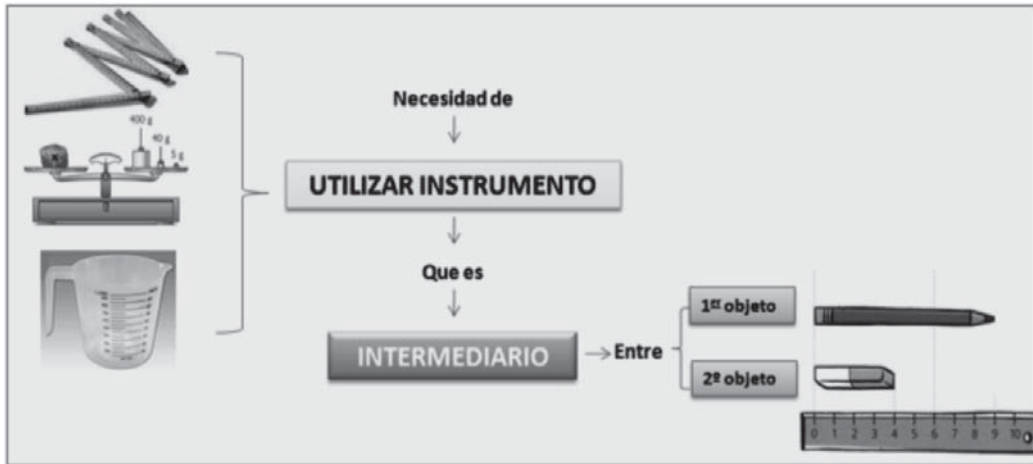 Necesidad de
400 g
40 g
5 g
UTILIZAR INSTRUMENTO
Que es
1er objeto
INTERMEDIARIO
Entre
2º objeto
0 1 2 3 4 5 6 7 8 9 10